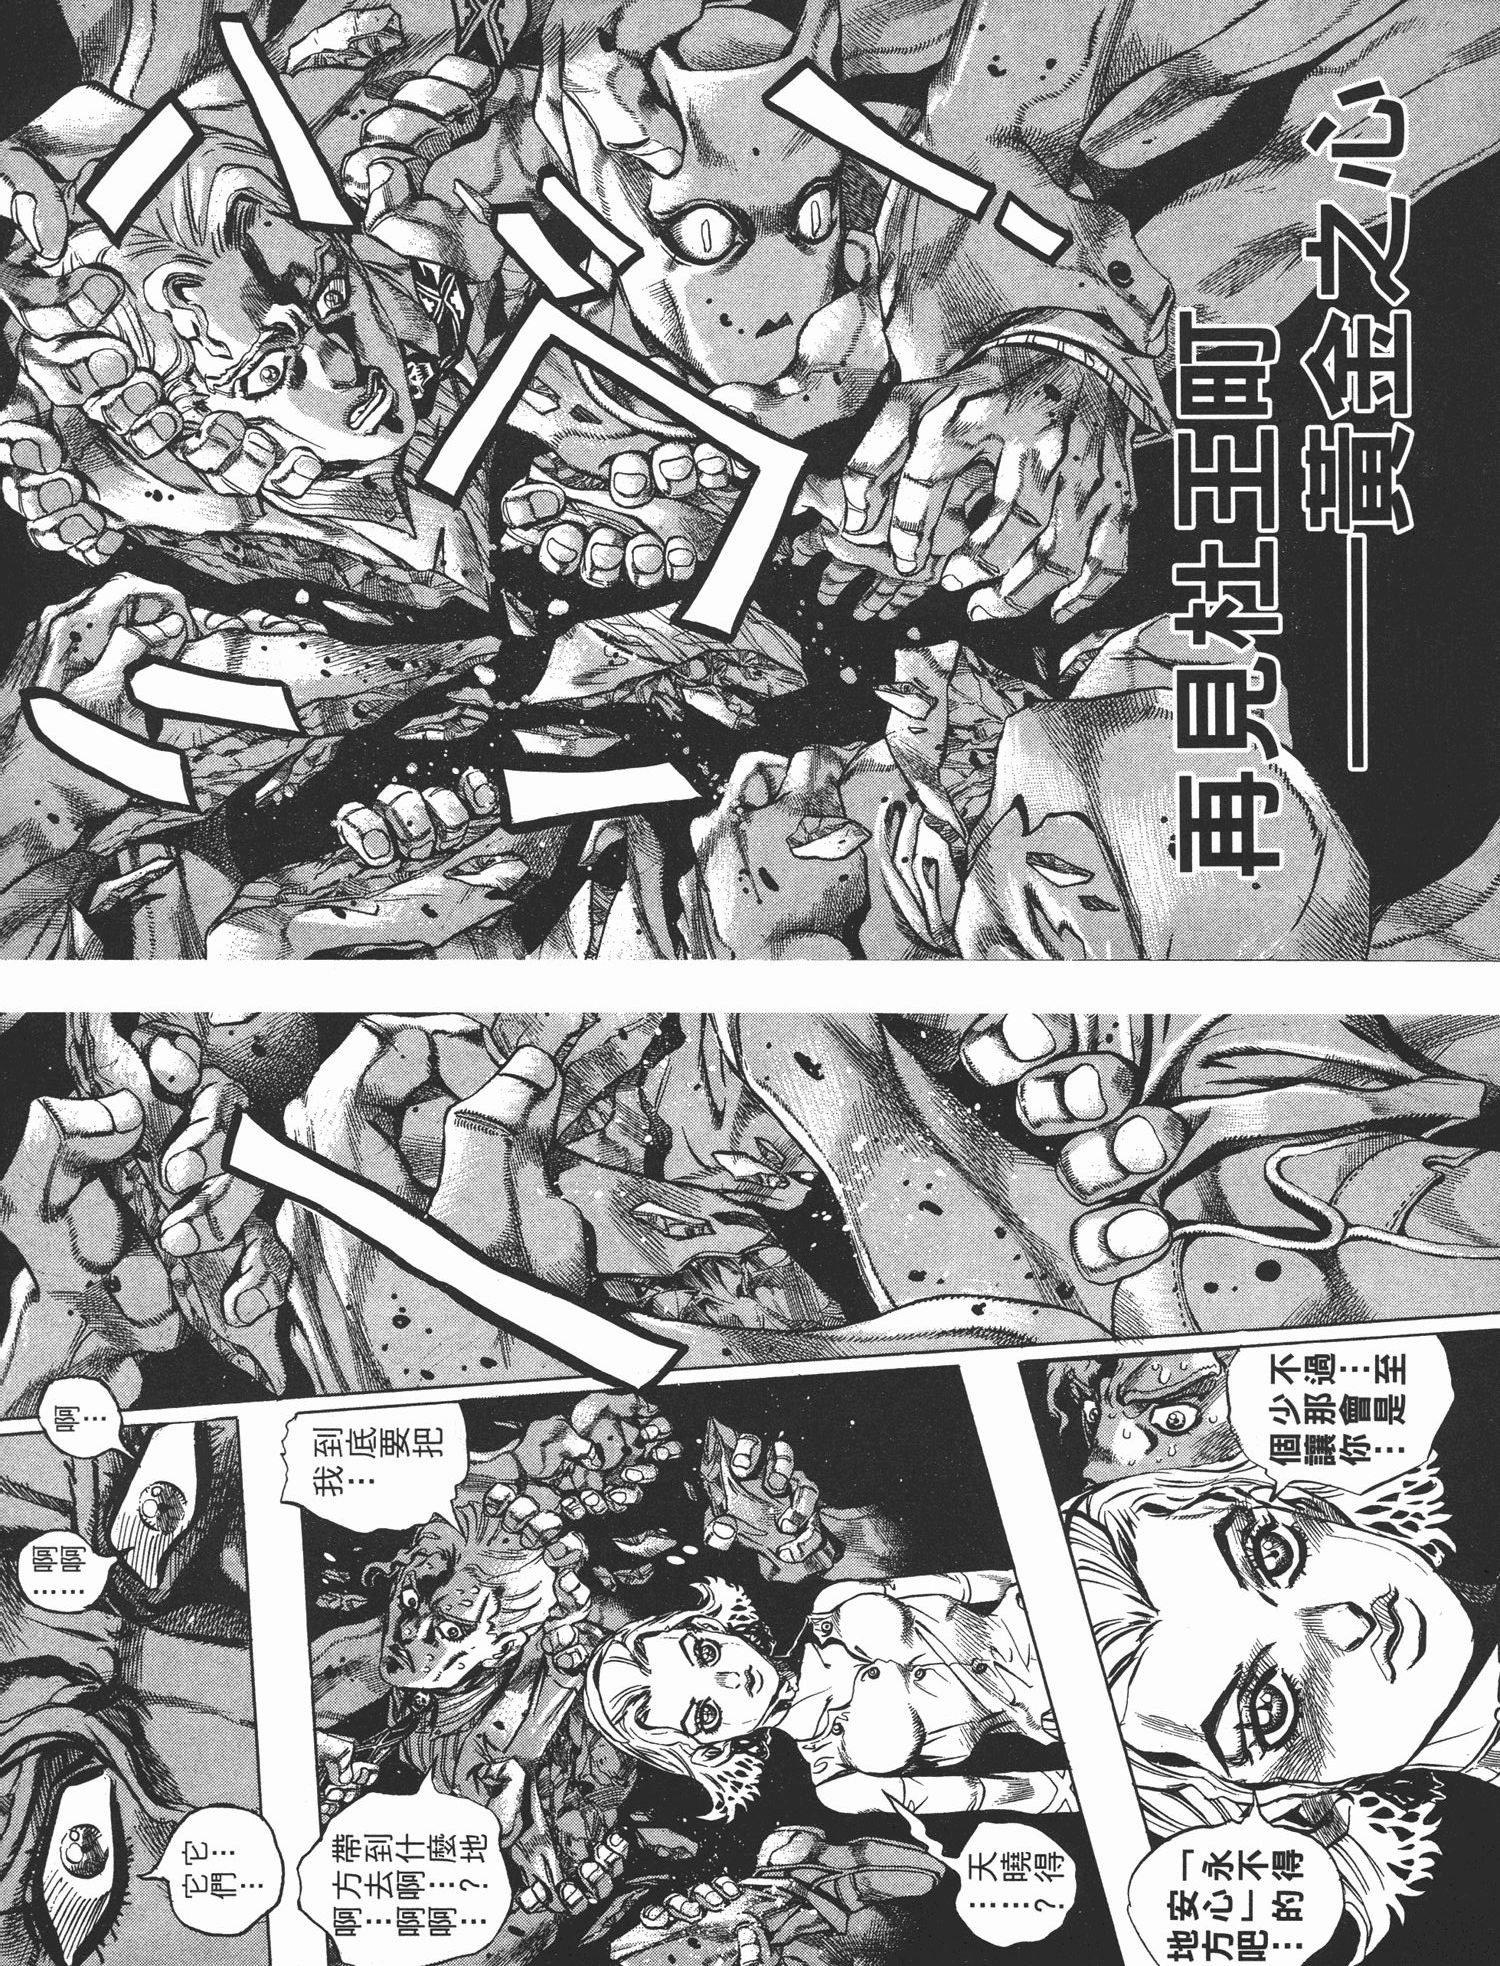 再見杜王町
——黃金之心
啊…
啊啊
……
它…
它們…
我…
到底要把
帶到什麼地
方去啊…?
啊…啊啊…
天曉得
……?
不過…至
少那會是
個讓你…
「永不得
安心」的
地方吧…